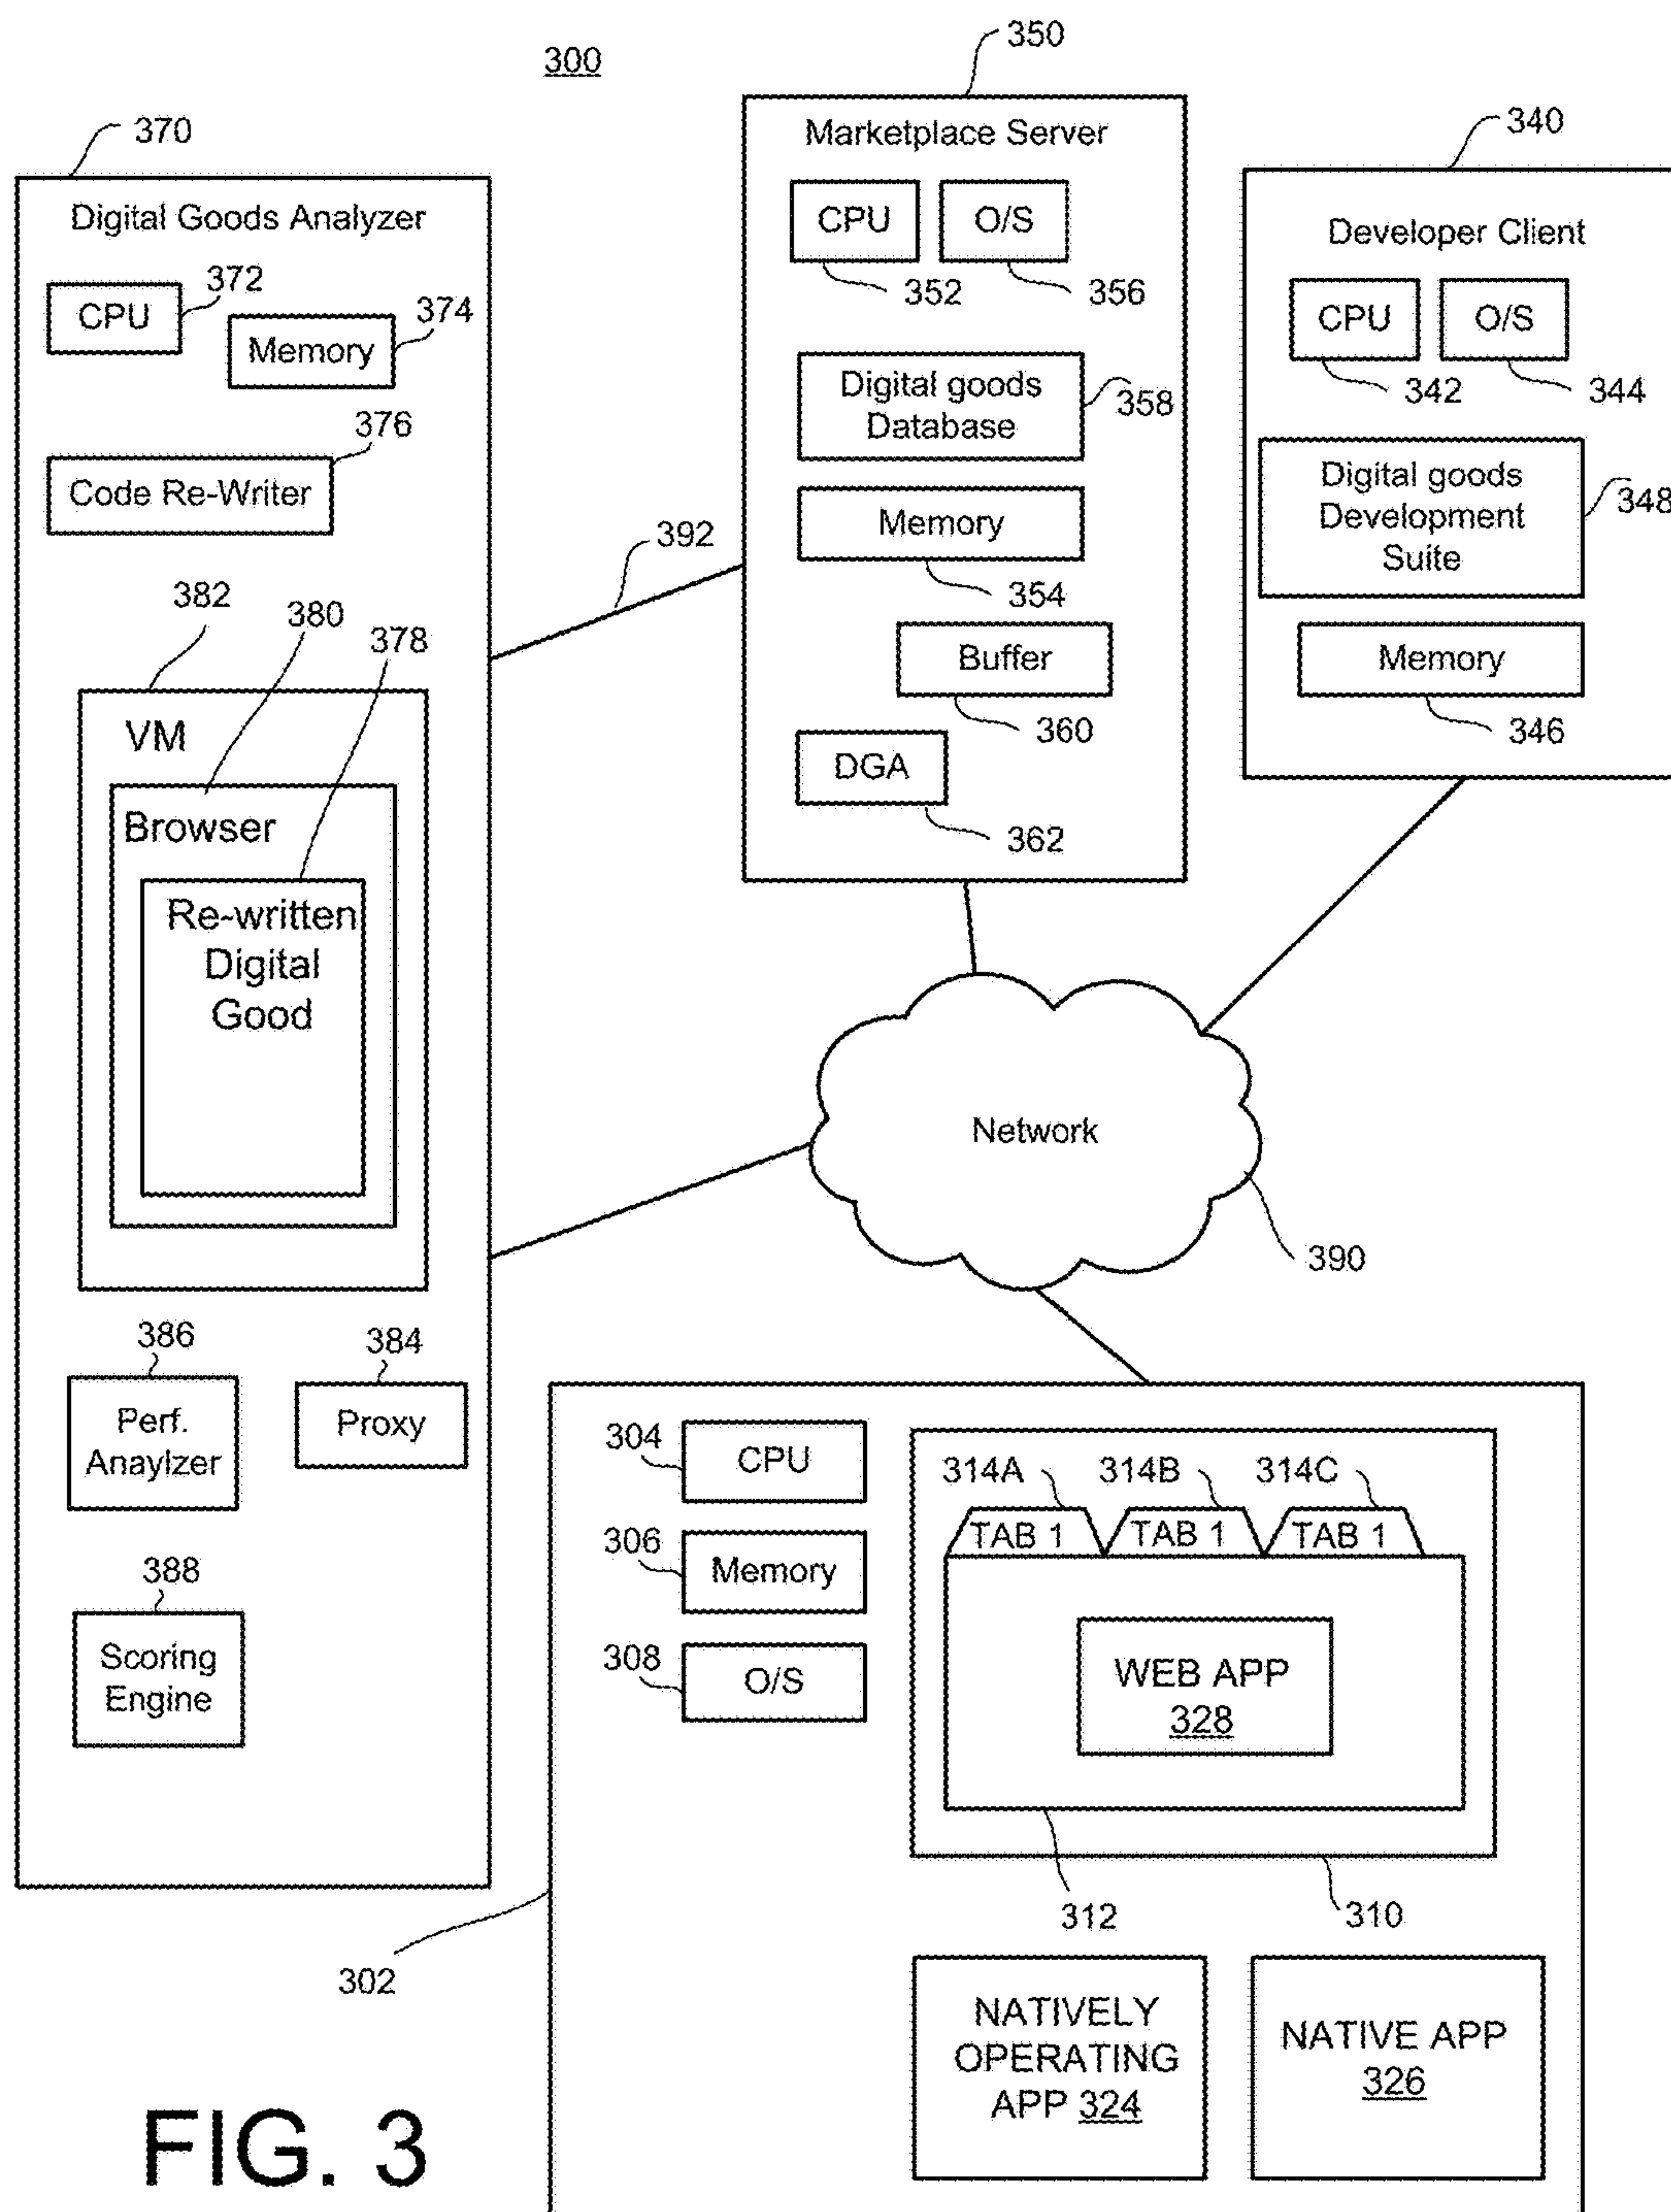 300
350
370
340
Marketplace Server
Digital Goods Analyzer
CPU
O/S
352
356
Developer Client
CPU
372
Memory
374
CPU
O/S
342
344
Digital goods
Database
358
376
Code Re-Writer
Digital goods
Development
Suite
348
Memory
354
392
382
380
378
Buffer
360
Memory
346
VM
DGA
362
Browser
Re-written
Digital
Good
Network
390
386
384
Perf.
Anaylzer
Proxy
304
CPU
314A
314B
314C
TAB 1
TAB 1
TAB 1
306
Memory
388
Scoring
Engine
308
O/S
WEB APP
328
312
310
302
NATIVELY
OPERATING
APP 324
NATIVE APP
326
FIG. 3